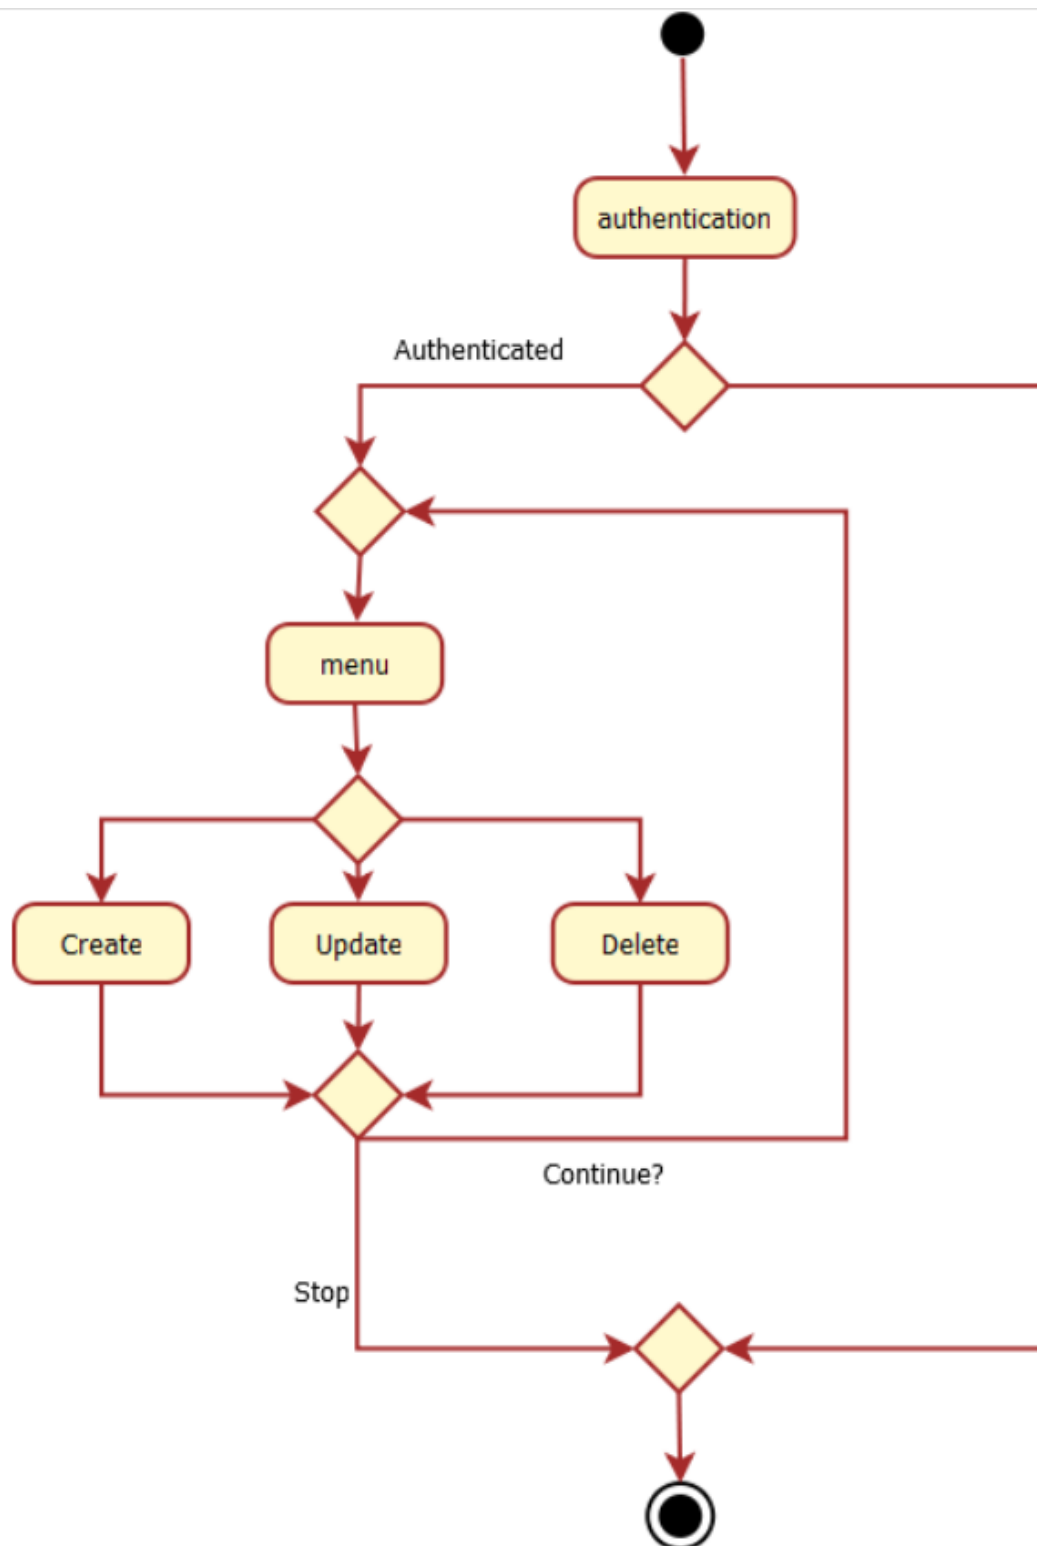 authentication
Authenticated
menu
Create
Update
Delete
Continue?
Stop